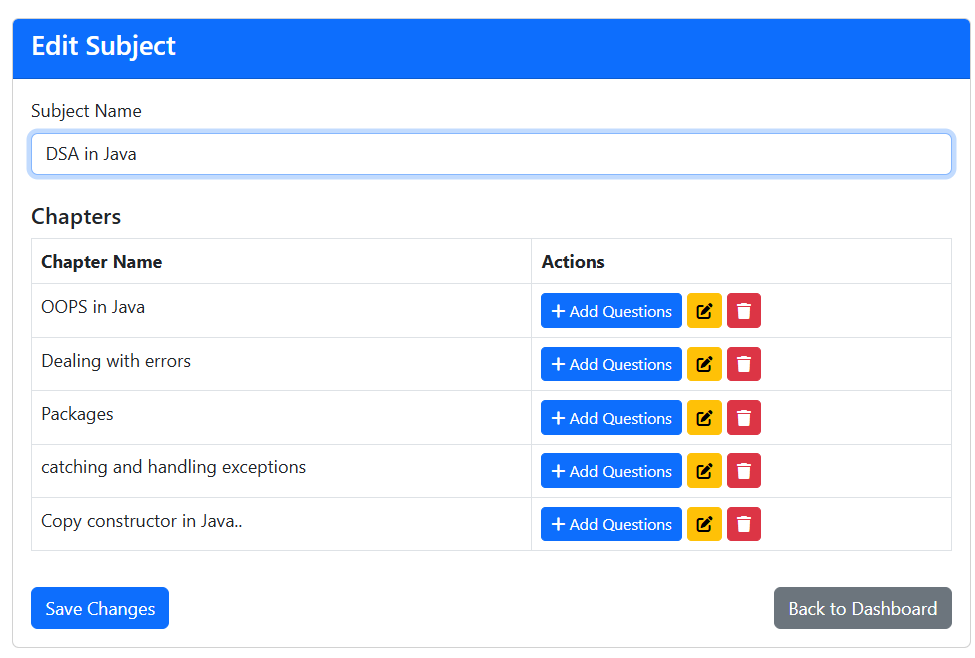 Edit Subject
Subject Name
DSA in Java
Chapters
Chapter Name Actions
OOPS in Java + Add Questions
Dealing with errors + Add Questions
Packages + Add Questions
catching and handling exceptions + Add Questions
Copy constructor in Java.. + Add Questions
Save Changes Back to Dashboard